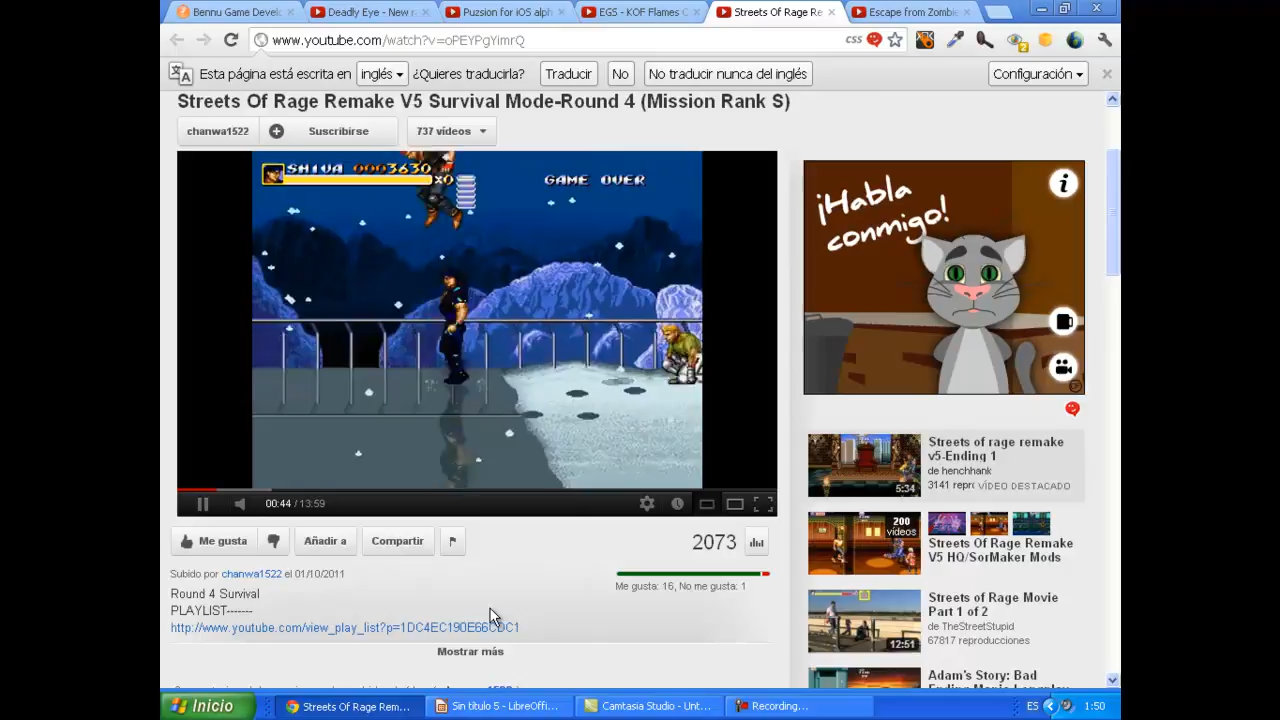 Bennu Game Devel
Deadly Eye - New r
Puzsion for iOS alph
EGS - KOF Flames C
Streets Of Rage Re
Escape from Zombie
www.youtube.com/watch?v=oPEYPgYimrQ
CSS
2
Esta página está escrita en
inglés
¿Quieres traducirla?
Traducir
No
No traducir nunca del inglés
Configuración
Streets Of Rage Remake V5 Survival Mode-Round 4 (Mission Rank S)
chanwa1522
Suscribirse
737 vídeos
SHIVA 0003630
x0
GAME OVER
¡Habla
conmigo!
00:44 / 13:59
Me gusta
Añadir a
Compartir
2073
Subido por chanwa1522 el 01/10/2011
Me gusta: 16, No me gusta: 1
Round 4 Survival
PLAYLIST-------
http://www.youtube.com/view_play_list?p=1DC4EC190E66CDC1
Mostrar más
Streets of rage remake
v5-Ending 1
de henchhank
3141 repr
VÍDEO DESTACADO
5:34
200
vídeos
Streets Of Rage Remake
V5 HQ/SorMaker Mods
Streets of Rage Movie
Part 1 of 2
de TheStreetStupid
67817 reproducciones
12:51
Adam's Story: Bad
Inicio
Streets Of Rage Rem...
Sin título 5 - LibreOffi...
Camtasia Studio - Unt...
Recording...
ES
1:50